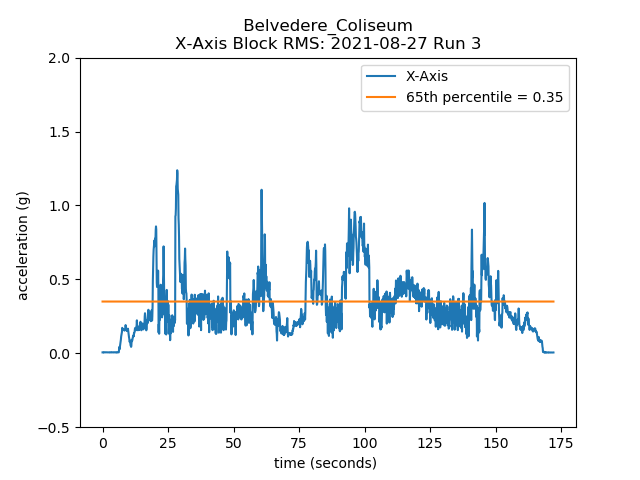 Belvedere_Coliseum
X-Axis Block RMS: 2021-08-27 Run 3
X-Axis
65th percentile = 0.35
acceleration (g)
2.0
1.5
1.0
0.5
0.0
−0.5
0 25 50 75 100 125 150 175
time (seconds)